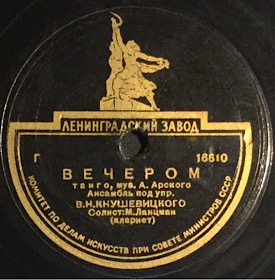 ЛЕНИНГРАДСКИЙ ЗАВОД
Г 16610
ВЕЧЕРОМ
танго, муз. А. Арского
Ансамбль под упр.
В.Н.КНУШЕВИЦКОГО
Солист: М. Ланцман
(кларнет)
КОМИТЕТ ПО ДЕЛАМ ИСКУССТВ ПРИ СОВЕТЕ МИНИСТРОВ СССР